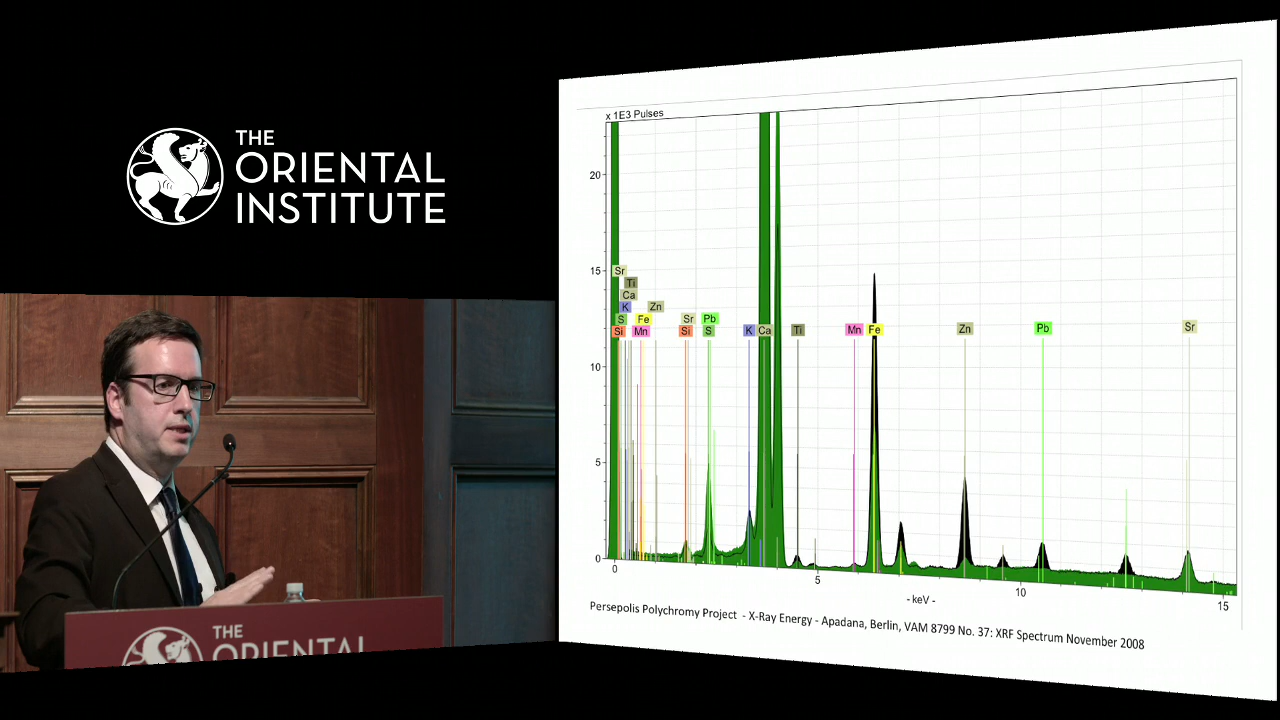 THE
ORIENTAL
INSTITUTE
x 1E3 Pulses
20
15
10
5
0
Sr
Ti
Ca
K
Zn
S
Fe
Sr
Pb
Si
Mn
Si
S
K
Ca
Ti
Mn
Fe
Zn
Pb
Sr
0
5
10
15
- keV -
Persepolis Polychromy Project - X-Ray Energy - Apadana, Berlin, VAM 8799 No. 37: XRF Spectrum November 2008
THE
ORIENTAL